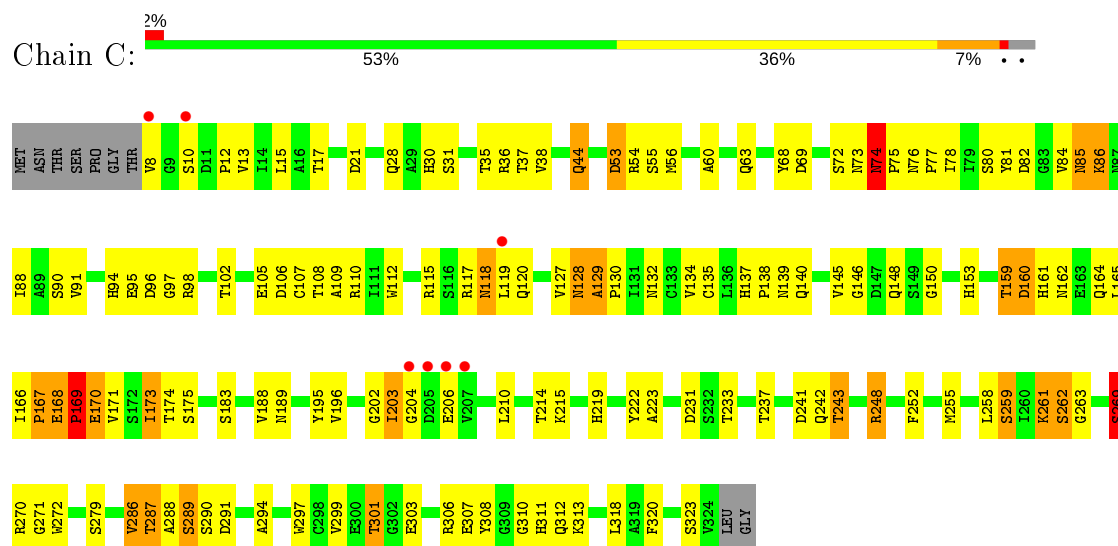 2%
Chain C:
53% 36% 7% • •
MET ASN THR SER PRO GLY THR V8 G9 S10 D11 P12 V13 I14 L15 A16 T17 D21 Q28 A29 H30 S31 T35 R36 T37 V38 Q44 D53 R54 S55 M56 A60 Q63 Y68 D69 S72 N73 N74 P75 N76 P77 I78 I79 S80 Y81 D82 G83 V84 N85 K86 N87
I88 A89 S90 V91 H94 E95 D96 G97 R98 T102 E105 D106 C107 T108 A109 R110 I111 W112 R115 S116 R117 N118 L119 Q120 V127 N128 A129 P130 I131 N132 C133 V134 C135 L136 H137 P138 N139 Q140 V145 G146 D147 Q148 S149 G150 H153 T159 D160 H161 N162 E163 Q164 L165
I166 P167 E168 P169 E170 V171 S172 I173 T174 S175 S183 V188 N189 Y195 V196 G202 I203 G204 D205 E206 V207 L210 T214 K215 H219 Y222 A223 D231 S232 T233 T237 D241 Q242 T243 R248 F252 M255 L258 S259 I260 K261 S262 G263 S269
R270 G271 W272 S279 V286 T287 A288 S289 S290 D291 A294 W297 C298 V299 E300 T301 G302 E303 R306 E307 Y308 G309 G310 H311 Q312 K313 L318 A319 F320 S323 V324 LEU GLY